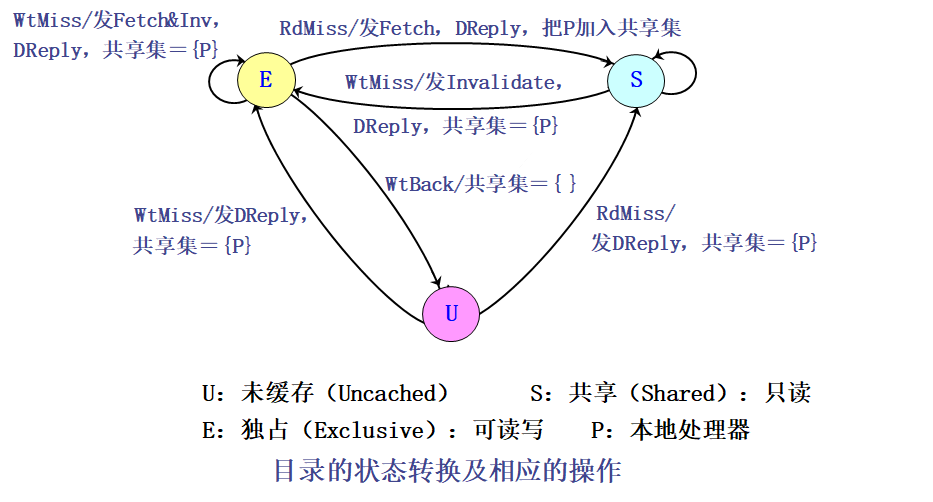 WtMiss/发Fetch&Inv,
DReply, 共享集={P}
RdMiss/发Fetch, DReply, 把P加入共享集
E
WtMiss/发Invalidate,
S
DReply, 共享集={P}
WtBack/共享集={ }
WtMiss/发DReply,
共享集={P}
RdMiss/
发DReply, 共享集={P}
U
U: 未缓存 (Uncached)
S: 共享 (Shared): 只读
E: 独占 (Exclusive): 可读写
P: 本地处理器
目录的状态转换及相应的操作